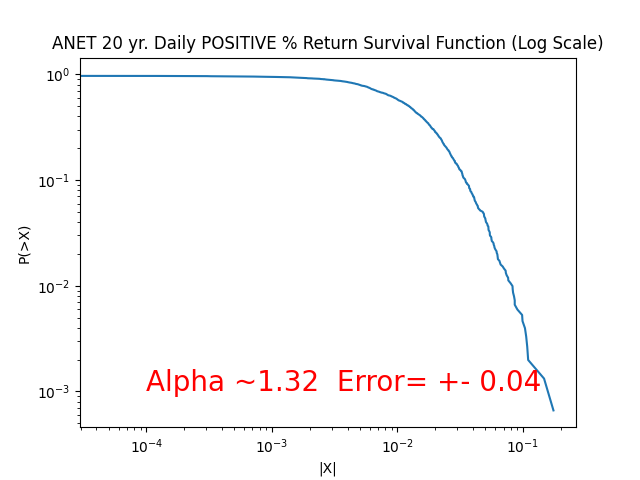 ANET 20 yr. Daily POSITIVE % Return Survival Function (Log Scale)
10⁰
10⁻¹
10⁻²
10⁻³
P(>X)
Alpha ~1.32  Error= +- 0.04
10⁻⁴
10⁻³
10⁻²
10⁻¹
|X|